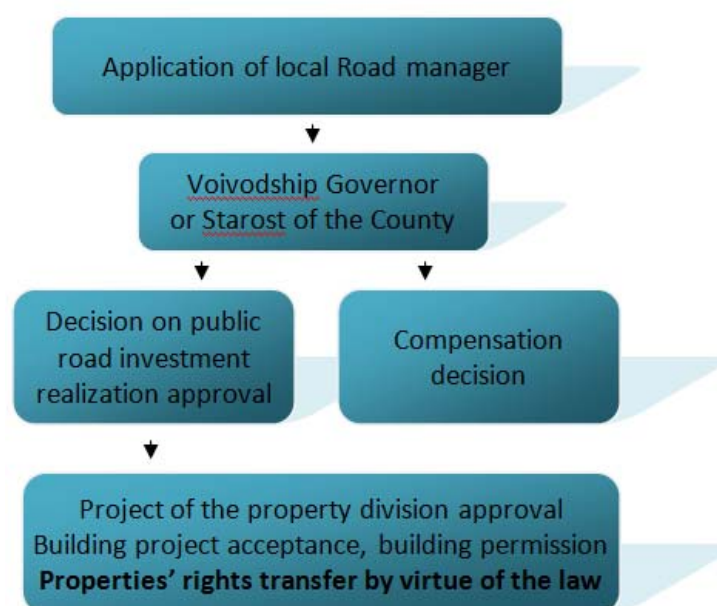 Application of local Road manager
Voivodship Governor
or Starost of the County
Decision on public
road investment
realization approval
Compensation
decision
Project of the property division approval
Building project acceptance, building permission
Properties’ rights transfer by virtue of the law